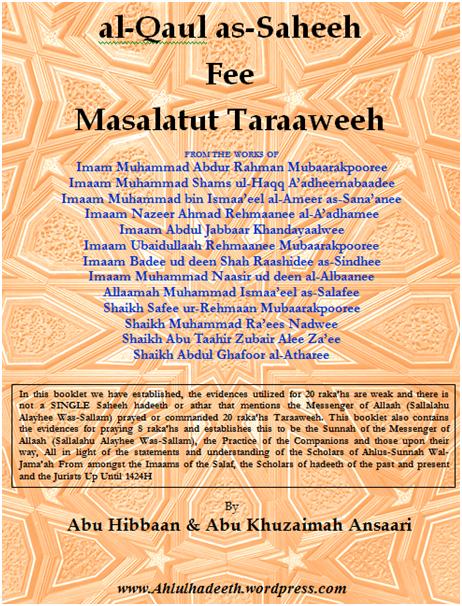 al-Qaul as-Saheeh
Fee
Masalatut Taraaweeh
FROM THE WORKS OF
Imam Muhammad Abdur Rahman Mubaarakpooree
Imaam Muhammad Shams ul-Haqq A'adheemabaadee
Imaam Muhammad bin Ismaa'eel al-Ameer as-Sana'anee
Imaam Nazeer Ahmad Rehmaanee al-A'adhamee
Imaam Abdul Jabbaar Khandayaalwee
Imaam Ubaidullaah Rehmaanee Mubaarakpooree
Imaam Badee ud deen Shah Raashidee as-Sindhee
Imaam Muhammad Naasir ud deen al-Albaanee
Allaamah Muhammad Ismaa'eel as-Salafee
Shaikh Safee ur-Rehmaan Mubaarakpooree
Shaikh Muhammad Ra'ees Nadwee
Shaikh Abu Taahir Zubair Alee Za'ee
Shaikh Abdul Ghafoor al-Atharee
In this booklet we have established, the evidences utilized for 20 raka'hs are weak and there is
not a SINGLE Saheeh hadeeth or athar that mentions the Messenger of Allaah (Sallalahu
Alayhee Was-Sallam) prayed or commanded 20 raka'hs Taraaweeh. This booklet also contains
the evidences for praying 8 raka'hs and establishes this to be the Sunnah of the Messenger of
Allaah (Sallalahu Alayhee Was-Sallam), the Practice of the Companions and those upon their
way, All in light of the statements and understanding of the Scholars of Ahlus-Sunnah Wal-
Jama'ah From amongst the Imaams of the Salaf, the Scholars of hadeeth of the past and present
and the Jurists Up Until 1424H
By
Abu Hibbaan & Abu Khuzaimah Ansaari
www.Ahlulhadeeth.wordpress.com